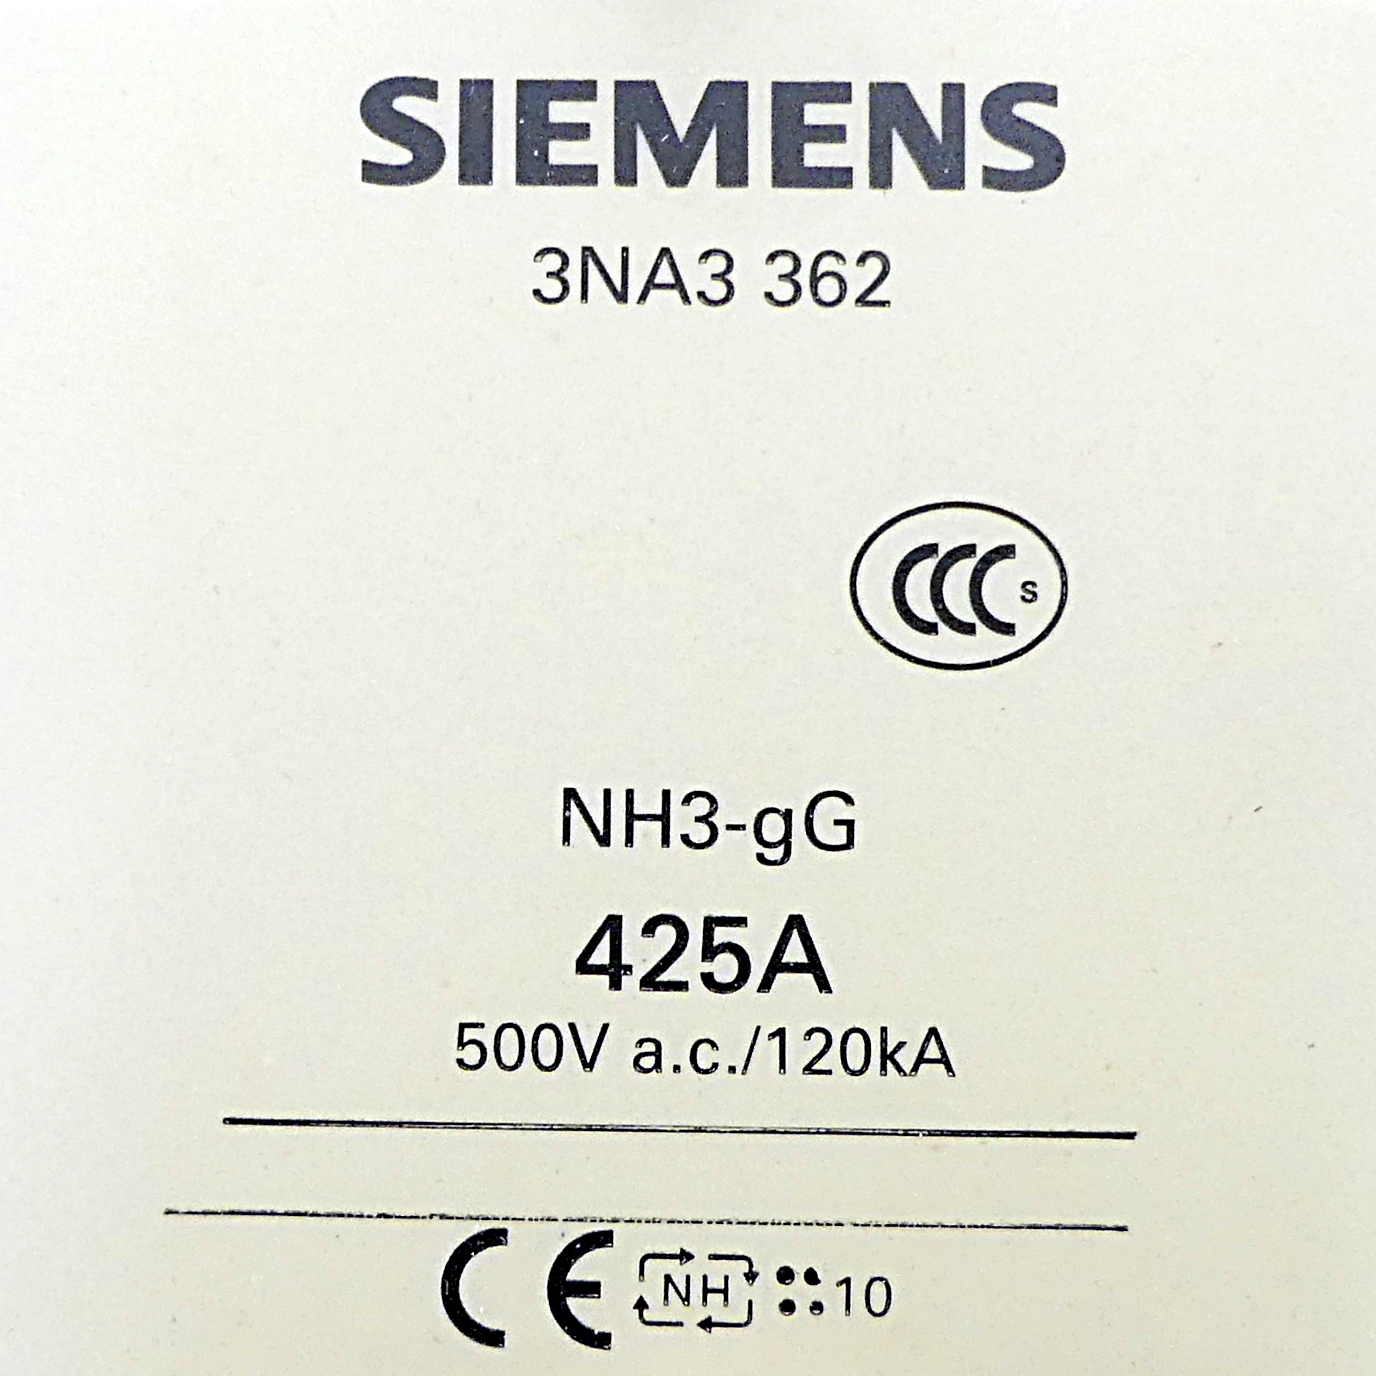 SIEMENS
3NA3 362
CCC S
NH3-gG
425A
500V a.c./120kA
CE NH 10